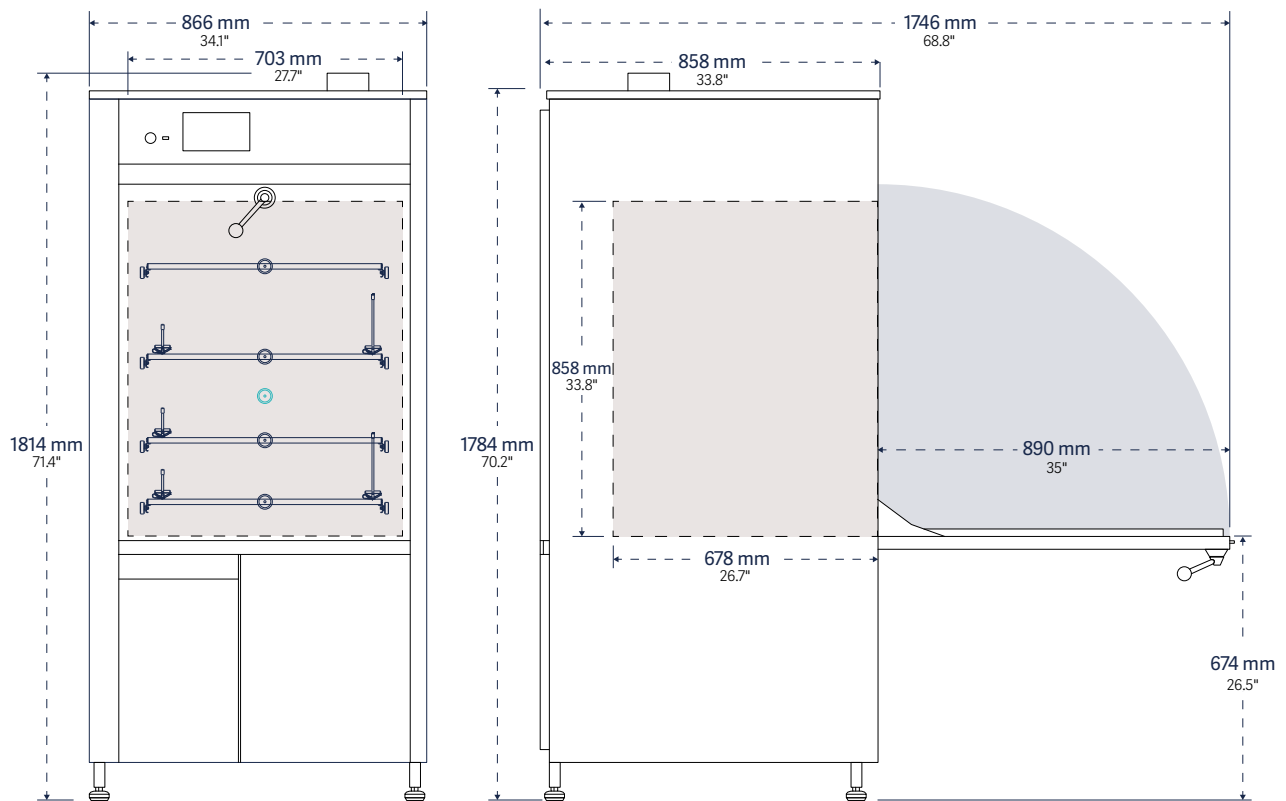 866 mm
34.1"
703 mm
27.7"
1814 mm
71.4"
1746 mm
68.8"
858 mm
33.8"
858 mm
33.8"
1784 mm
70.2"
890 mm
35"
678 mm
26.7"
674 mm
26.5"